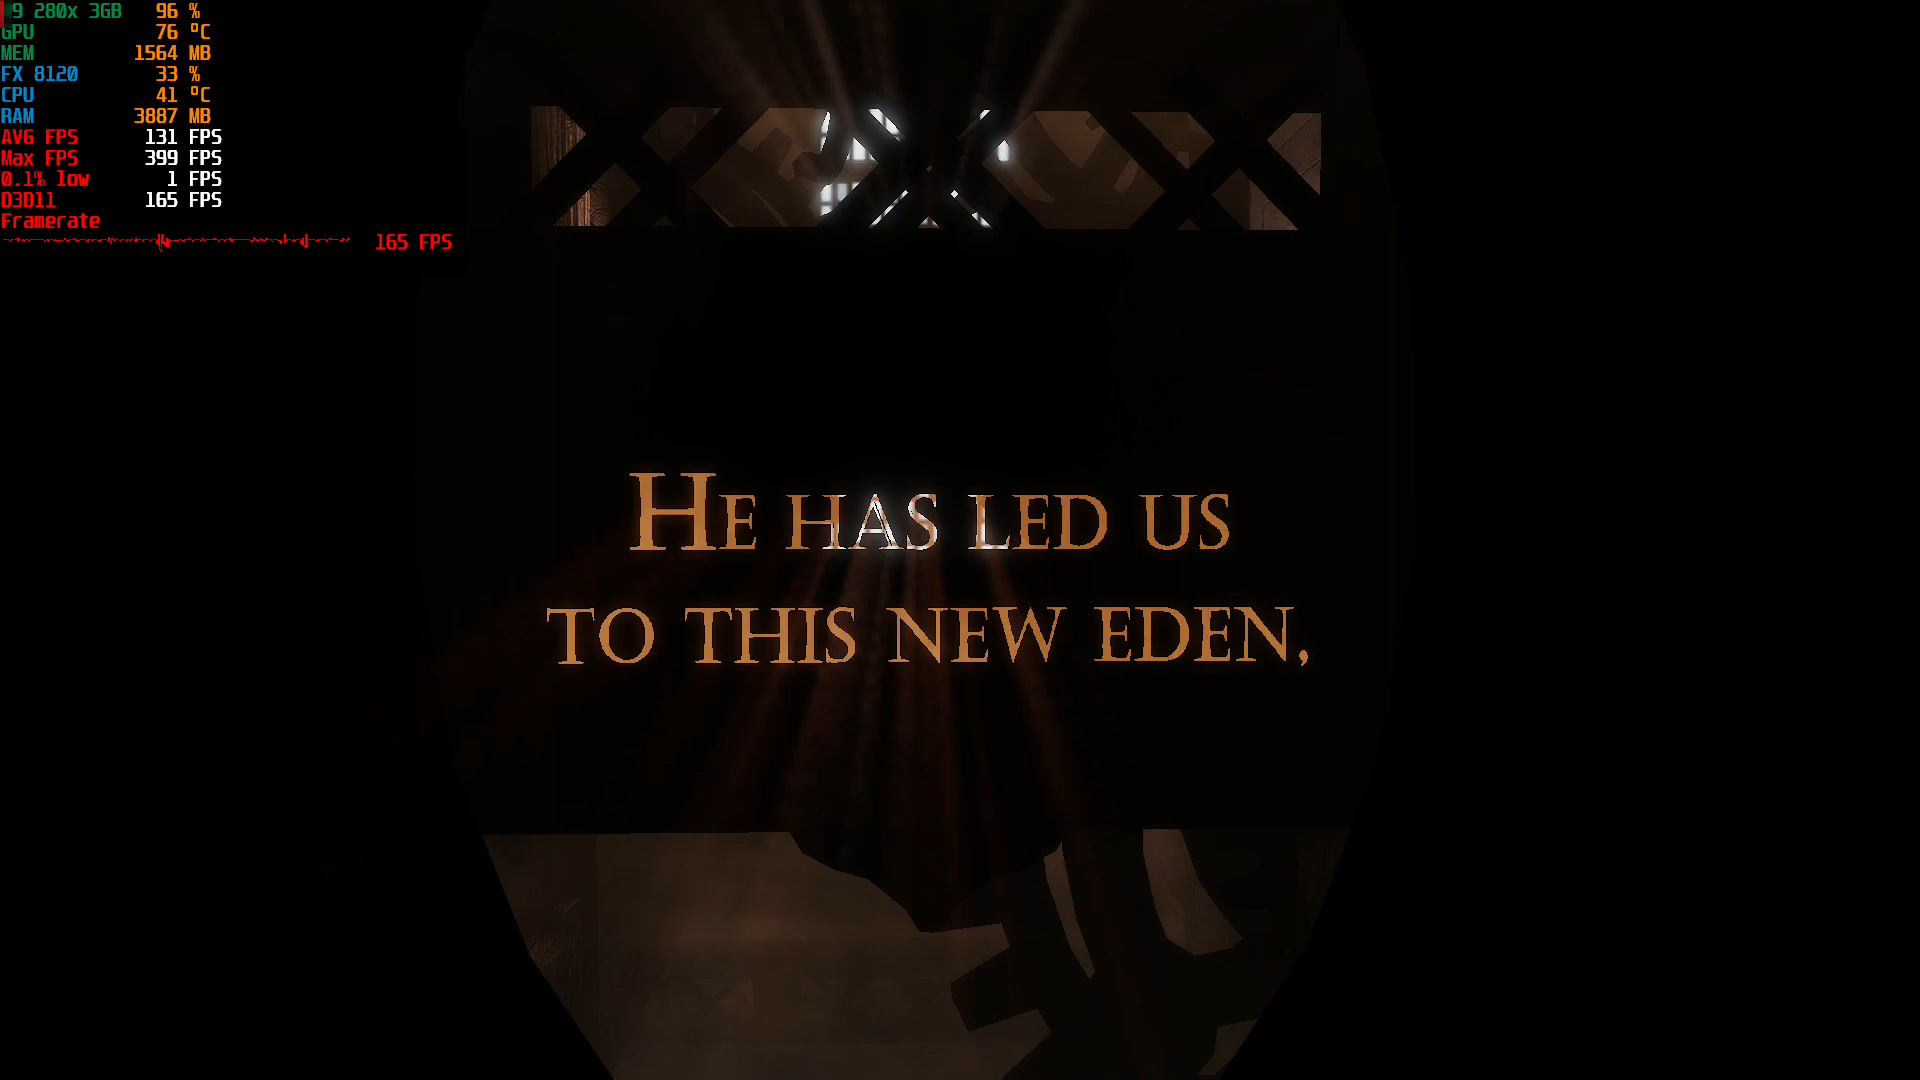 9 280x 3GB 96 %
GPU 76 °C
MEM 1564 MB
FX 8120 33 %
CPU 41 °C
RAM 3887 MB
AVG FPS 131 FPS
Max FPS 399 FPS
0.1% low 1 FPS
D3D11 165 FPS
Framerate
165 FPS
HE HAS LED US
TO THIS NEW EDEN,